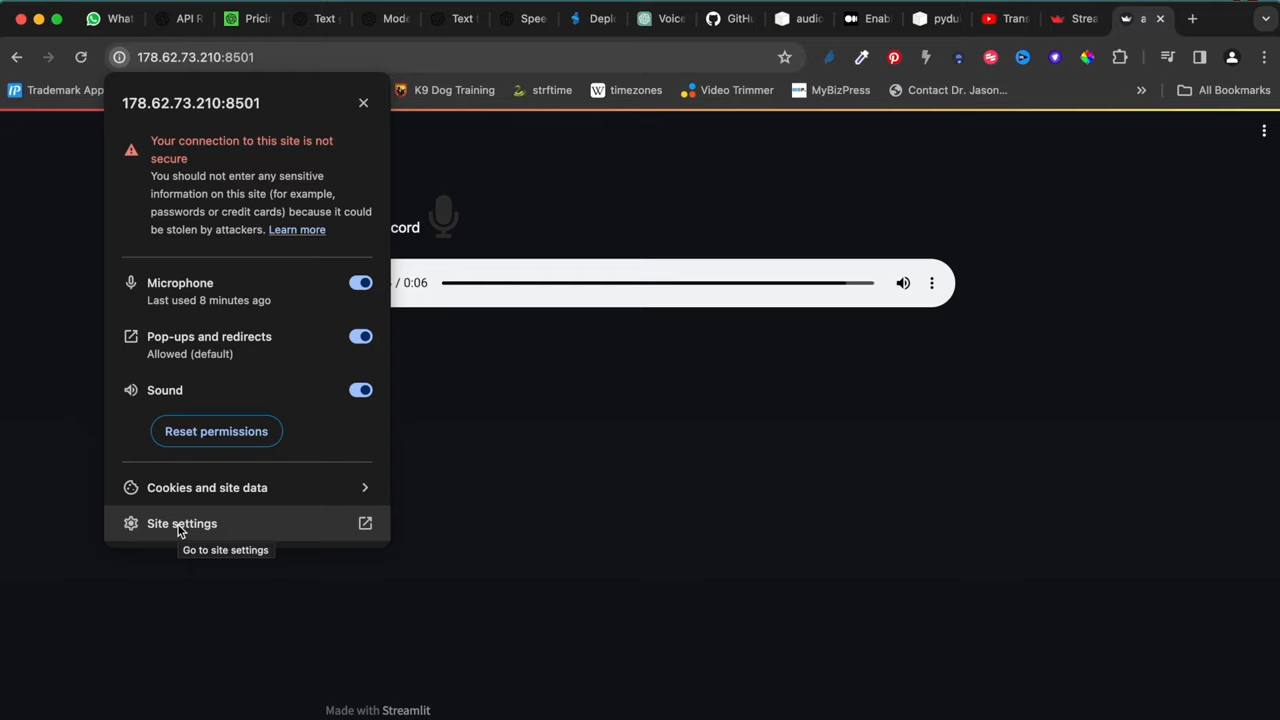 What
API R
Pricin
Text g
Mode
Text t
Spee
Deplo
Voice
GitHu
audio
Enabl
pydu
Trans
Strea
a
178.62.73.210:8501
Trademark App
K9 Dog Training
strftime
timezones
Video Trimmer
MyBizPress
Contact Dr. Jason...
»
All Bookmarks
178.62.73.210:8501
Your connection to this site is not
secure
You should not enter any sensitive
information on this site (for example,
passwords or credit cards) because it could
be stolen by attackers. Learn more
cord
Microphone
Last used 8 minutes ago
/ 0:06
Pop-ups and redirects
Allowed (default)
Sound
Reset permissions
Cookies and site data
Site settings
Go to site settings
Made with Streamlit